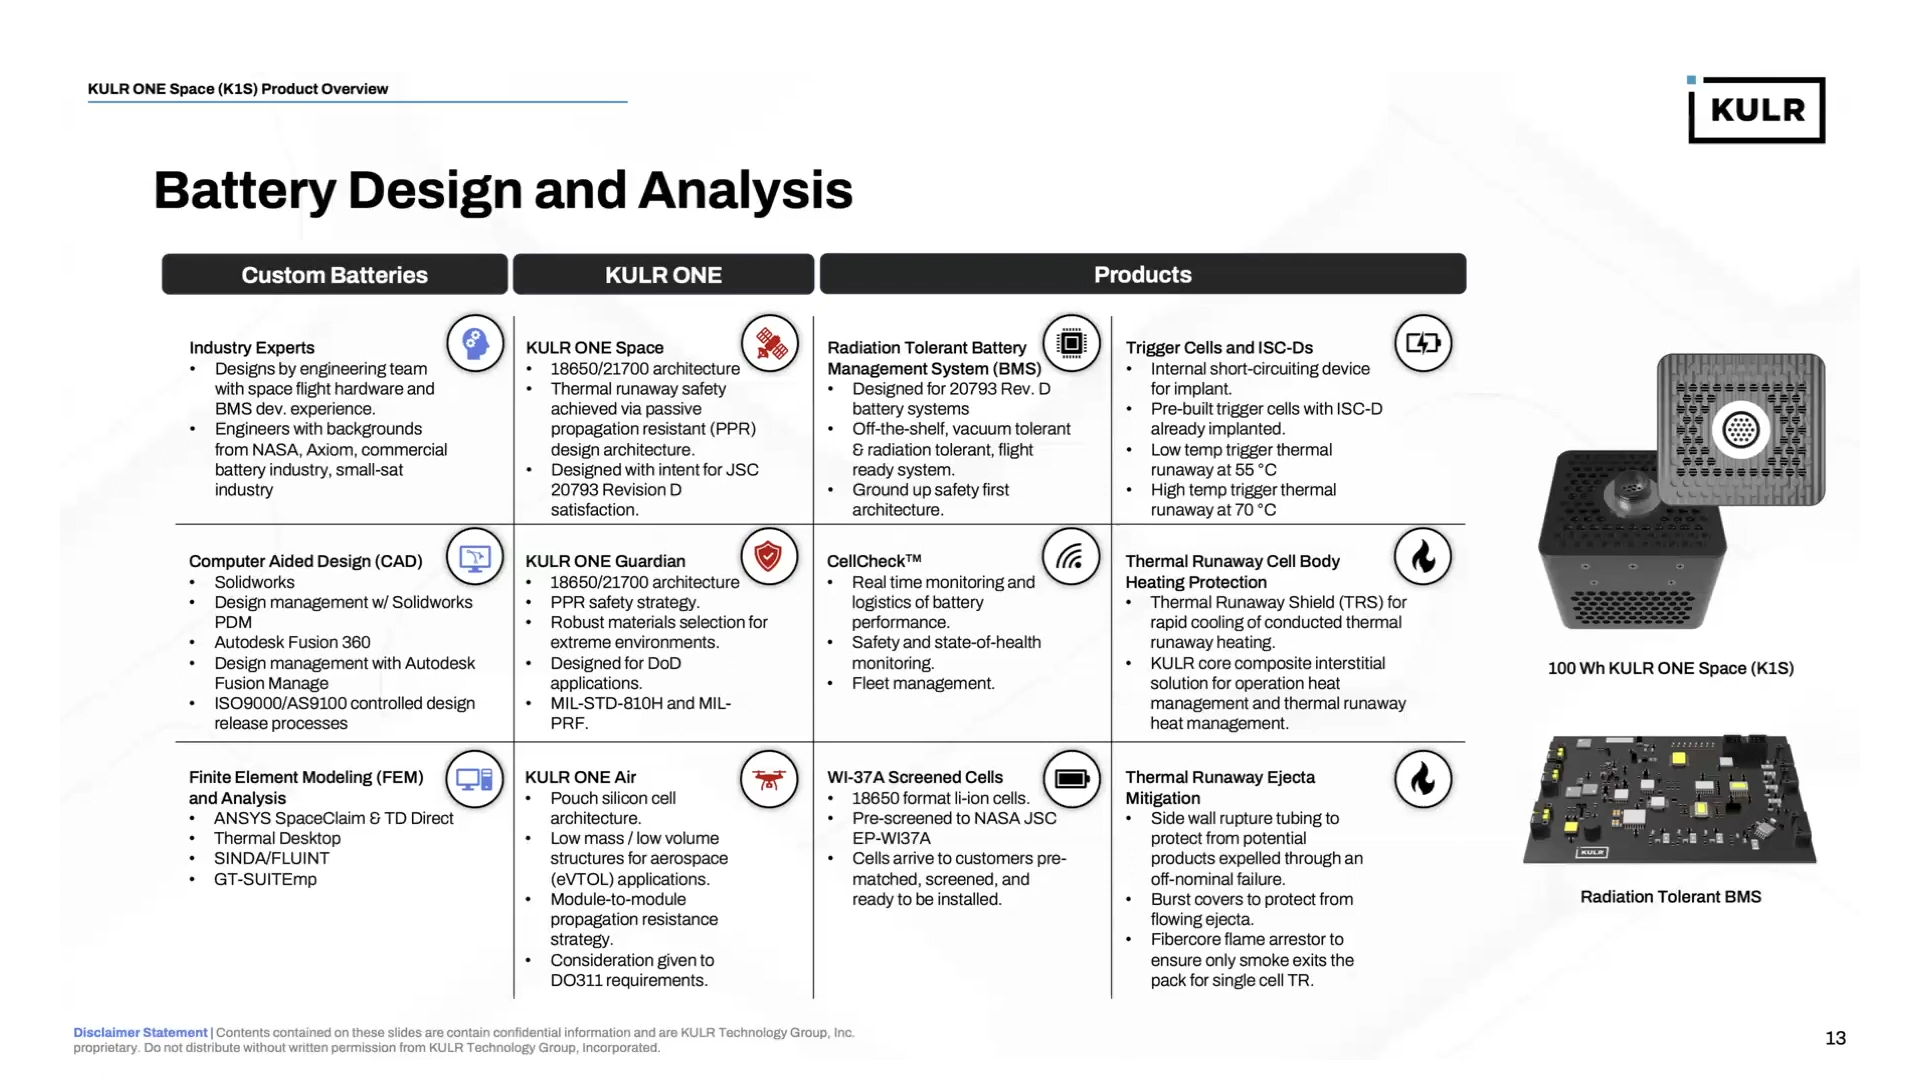 KULR ONE Space (K1S) Product Overview
KULR
Battery Design and Analysis
Custom Batteries
KULR ONE
Products
Industry Experts
• Designs by engineering team
with space flight hardware and
BMS dev. experience.
• Engineers with backgrounds
from NASA, Axiom, commercial
battery industry, small-sat
industry
KULR ONE Space
• 18650/21700 architecture
• Thermal runaway safety
achieved via passive
propagation resistant (PPR)
design architecture.
• Designed with intent for JSC
20793 Revision D
satisfaction.
Radiation Tolerant Battery
Management System (BMS)
• Designed for 20793 Rev. D
battery systems
• Off-the-shelf, vacuum tolerant
& radiation tolerant, flight
ready system.
• Ground up safety first
architecture.
Trigger Cells and ISC-Ds
• Internal short-circuiting device
for implant.
• Pre-built trigger cells with ISC-D
already implanted.
• Low temp trigger thermal
runaway at 55 °C
• High temp trigger thermal
runaway at 70 °C
Computer Aided Design (CAD)
• Solidworks
• Design management w/ Solidworks
PDM
• Autodesk Fusion 360
• Design management with Autodesk
Fusion Manage
• ISO9000/AS9100 controlled design
release processes
KULR ONE Guardian
• 18650/21700 architecture
• PPR safety strategy.
• Robust materials selection for
extreme environments.
• Designed for DoD
applications.
• MIL-STD-810H and MIL-
PRF.
CellCheck™
• Real time monitoring and
logistics of battery
performance.
• Safety and state-of-health
monitoring.
• Fleet management.
Thermal Runaway Cell Body
Heating Protection
• Thermal Runaway Shield (TRS) for
rapid cooling of conducted thermal
runaway heating.
• KULR core composite interstitial
solution for operation heat
management and thermal runaway
heat management.
Finite Element Modeling (FEM)
and Analysis
• ANSYS SpaceClaim & TD Direct
• Thermal Desktop
• SINDA/FLUINT
• GT-SUITEmp
KULR ONE Air
• Pouch silicon cell
architecture.
• Low mass / low volume
structures for aerospace
(eVTOL) applications.
• Module-to-module
propagation resistance
strategy.
• Consideration given to
DO311 requirements.
WI-37A Screened Cells
• 18650 format li-ion cells.
• Pre-screened to NASA JSC
EP-WI37A
• Cells arrive to customers pre-
matched, screened, and
ready to be installed.
Thermal Runaway Ejecta
Mitigation
• Side wall rupture tubing to
protect from potential
products expelled through an
off-nominal failure.
• Burst covers to protect from
flowing ejecta.
• Fibercore flame arrestor to
ensure only smoke exits the
pack for single cell TR.
100 Wh KULR ONE Space (K1S)
KULR
Radiation Tolerant BMS
Disclaimer Statement | Contents contained on these slides are contain confidential information and are KULR Technology Group, Inc.
proprietary. Do not distribute without written permission from KULR Technology Group, Incorporated.
13